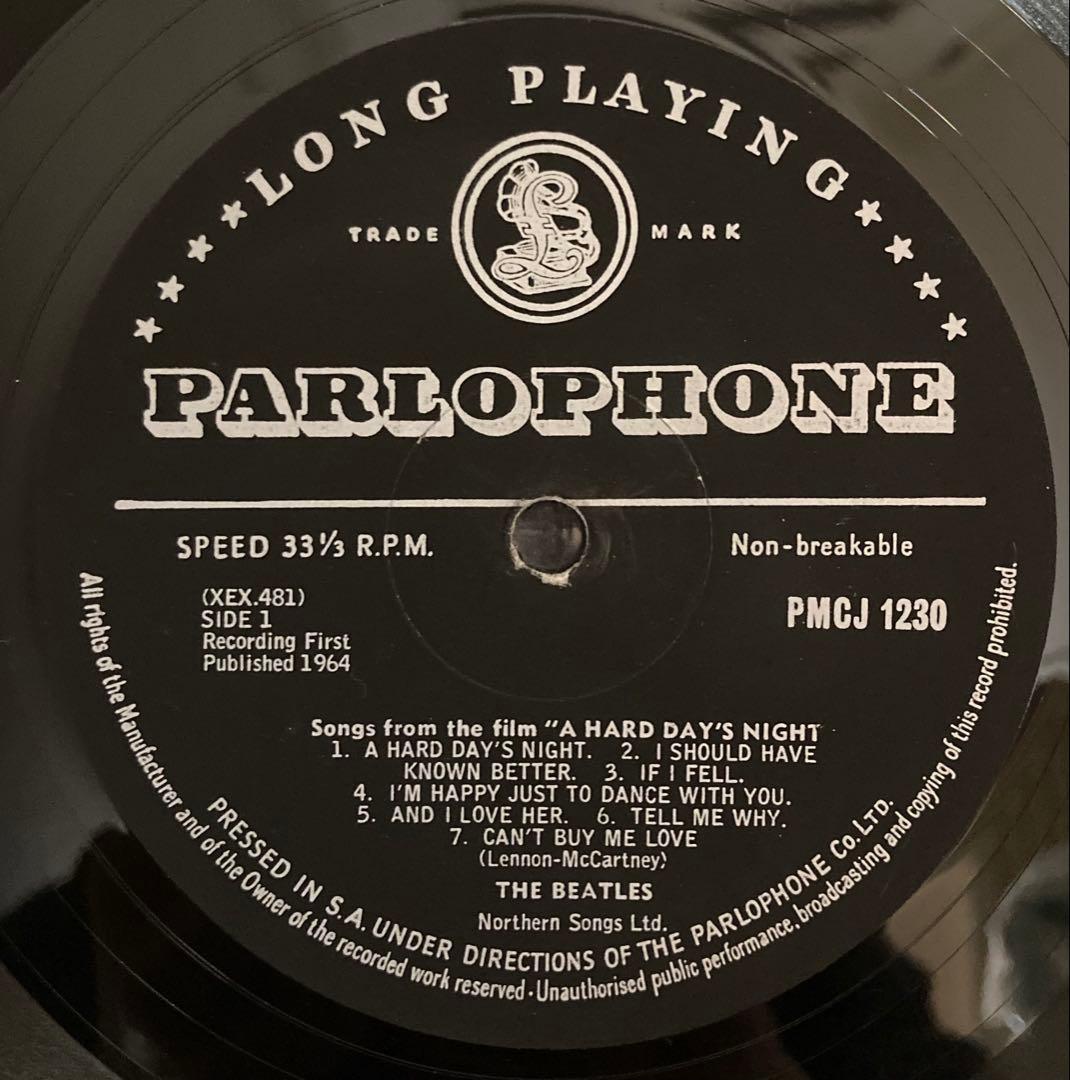 LONG PLAYING
TRADE MARK
£
PARLOPHONE
SPEED 33⅓ R.P.M.
Non-breakable
(XEX.481)
SIDE 1
Recording First
Published 1964
PMCJ 1230
Songs from the film "A HARD DAY'S NIGHT
1. A HARD DAY'S NIGHT. 2. I SHOULD HAVE
KNOWN BETTER. 3. IF I FELL.
4. I'M HAPPY JUST TO DANCE WITH YOU.
5. AND I LOVE HER. 6. TELL ME WHY.
7. CAN'T BUY ME LOVE
(Lennon-McCartney)
THE BEATLES
Northern Songs Ltd.
PRESSED IN S.A. UNDER DIRECTIONS OF THE PARLOPHONE CO. LTD.
All rights of the Manufacturer and of the Owner of the recorded work reserved · Unauthorised public performance, broadcasting and copying of this record prohibited.